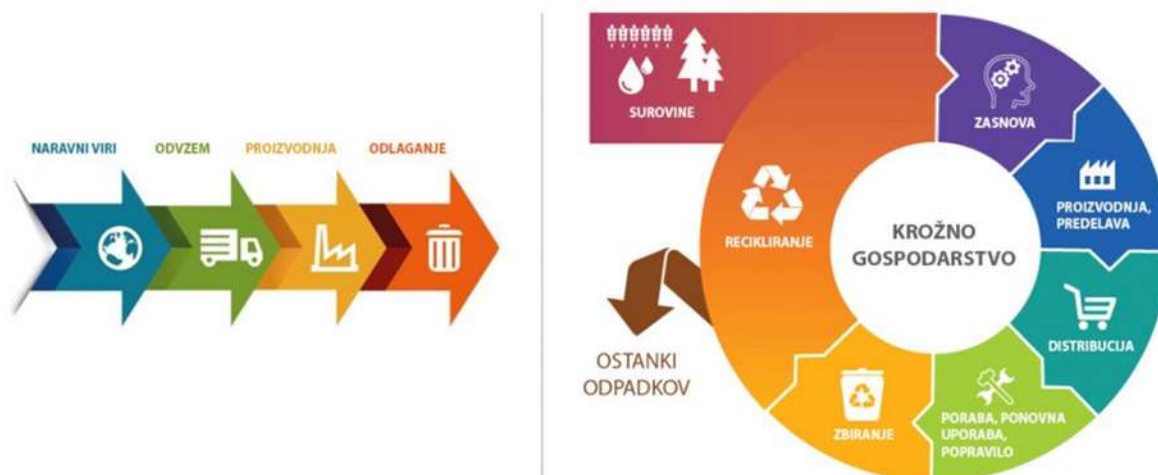 NARAVNI VIRI
ODVZEM
PROIZVODNJA
ODLAGANJE
SUROVINE
ZASNOVA
PROIZVODNJA,
PREDELAVA
DISTRIBUCIJA
PORABA, PONOVNA
UPORABA,
POPRAVILO
ZBIRANJE
RECIKLIRANJE
KROŽNO
GOSPODARSTVO
OSTANKI
ODPADKOV